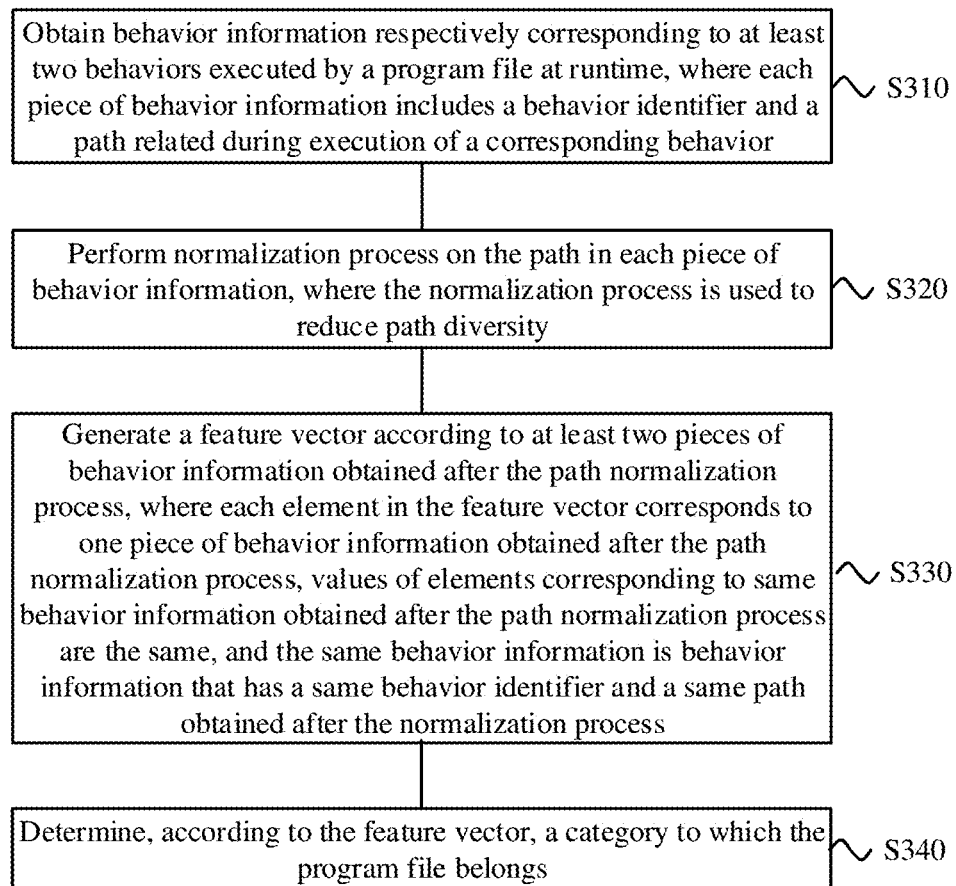 Obtain behavior information respectively corresponding to at least
two behaviors executed by a program file at runtime, where each
piece of behavior information includes a behavior identifier and a
path related during execution of a corresponding behavior
S310
Perform normalization process on the path in each piece of
behavior information, where the normalization process is used to
reduce path diversity
S320
Generate a feature vector according to at least two pieces of
behavior information obtained after the path normalization
process, where each element in the feature vector corresponds to
one piece of behavior information obtained after the path
normalization process, values of elements corresponding to same
behavior information obtained after the path normalization process
are the same, and the same behavior information is behavior
information that has a same behavior identifier and a same path
obtained after the normalization process
S330
Determine, according to the feature vector, a category to which the
program file belongs
S340